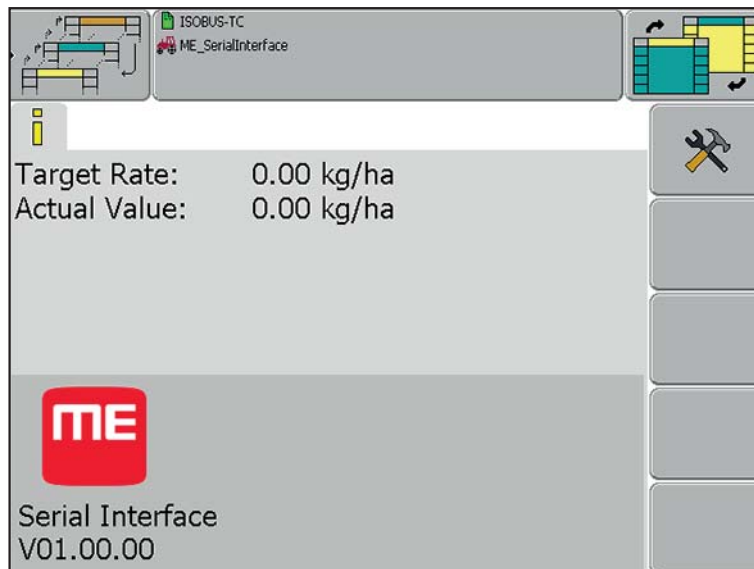 ISOBUS-TC
ME_SerialInterface
i
Target Rate: 0.00 kg/ha
Actual Value: 0.00 kg/ha
ME
Serial Interface
V01.00.00